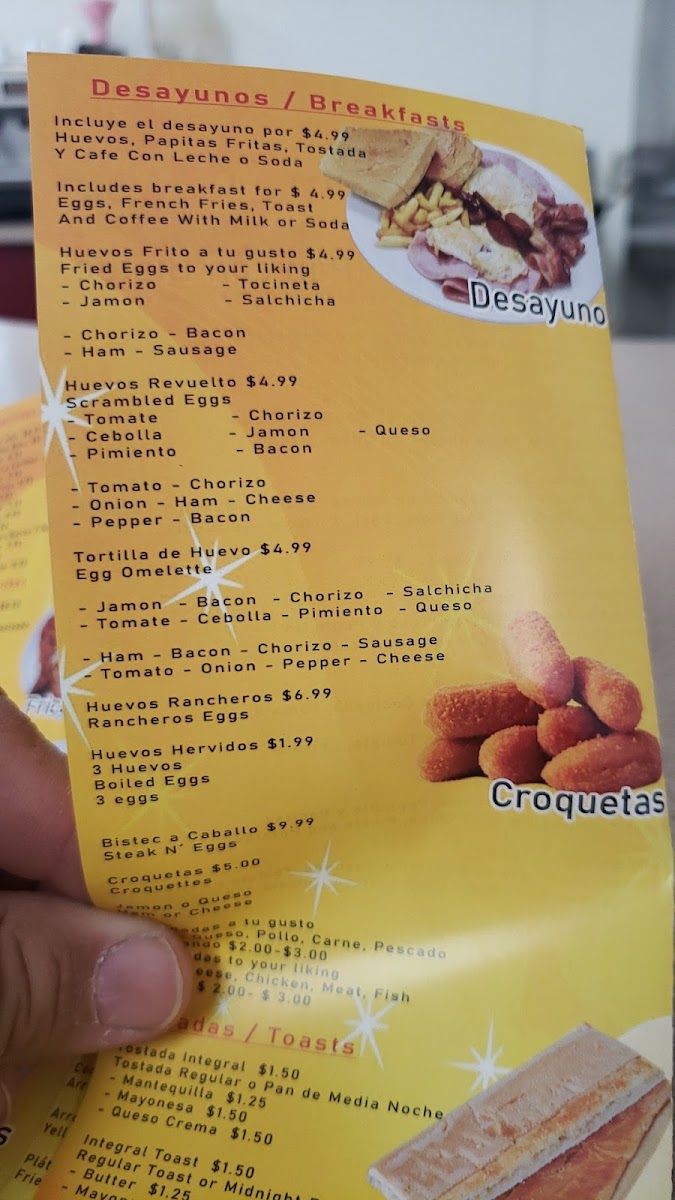 Desayunos / Breakfasts
Incluye el desayuno por $4.99
Huevos, Papitas Fritas, Tostada
Y Cafe Con Leche o Soda
Includes breakfast for $ 4.99
Eggs, French Fries, Toast
And Coffee With Milk or Soda
Desayuno
Huevos Frito a tu gusto $4.99
Fried Eggs to your liking
- Chorizo - Tocineta
- Jamon - Salchicha
- Chorizo - Bacon
- Ham - Sausage
Huevos Revuelto $4.99
Scrambled Eggs
- Tomate - Chorizo
- Cebolla - Jamon - Queso
- Pimiento - Bacon
- Tomato - Chorizo
- Onion - Ham - Cheese
- Pepper - Bacon
Tortilla de Huevo $4.99
Egg Omelette
- Jamon - Bacon - Chorizo - Salchicha
- Tomate - Cebolla - Pimiento - Queso
- Ham - Bacon - Chorizo - Sausage
- Tomato - Onion - Pepper - Cheese
Huevos Rancheros $6.99
Rancheros Eggs
Huevos Hervidos $1.99
3 Huevos
Boiled Eggs
3 eggs
Croquetas
Bistec a Caballo $9.99
Steak N' Eggs
Croquetas $5.00
Croquettes
Jamon o Queso
Ham or Cheese
a tu gusto
Queso, Pollo, Carne, Pescado
$2.00-$3.00
to your liking
Chicken, Meat, Fish
$ 2.00- $ 3.00
/ Toasts
Tostada Integral $1.50
Tostada Regular o Pan de Media Noche
- Mantequilla $1.25
- Mayonesa $1.50
- Queso Crema $1.50
Integral Toast $1.50
Regular Toast or Midnight
- Butter $1.25